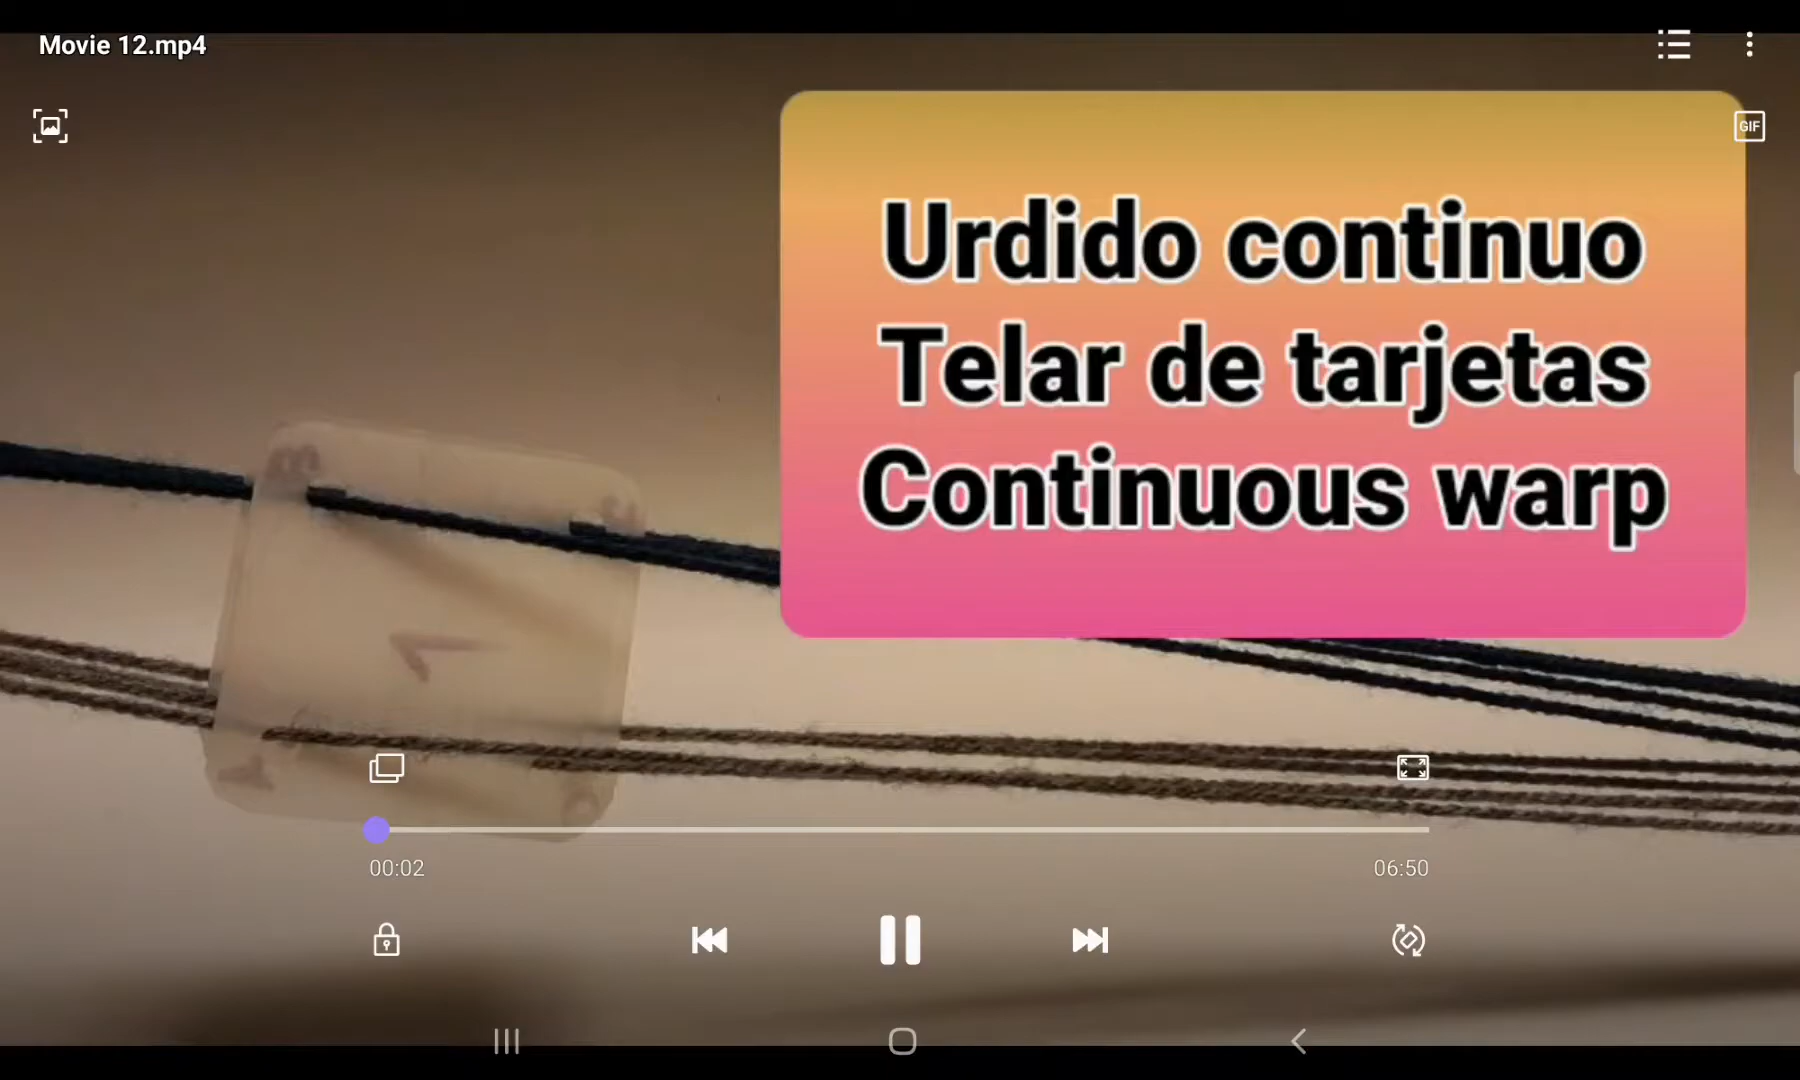 Movie 12.mp4
GIF
Urdido continuo
Telar de tarjetas
Continuous warp
00:02
06:50